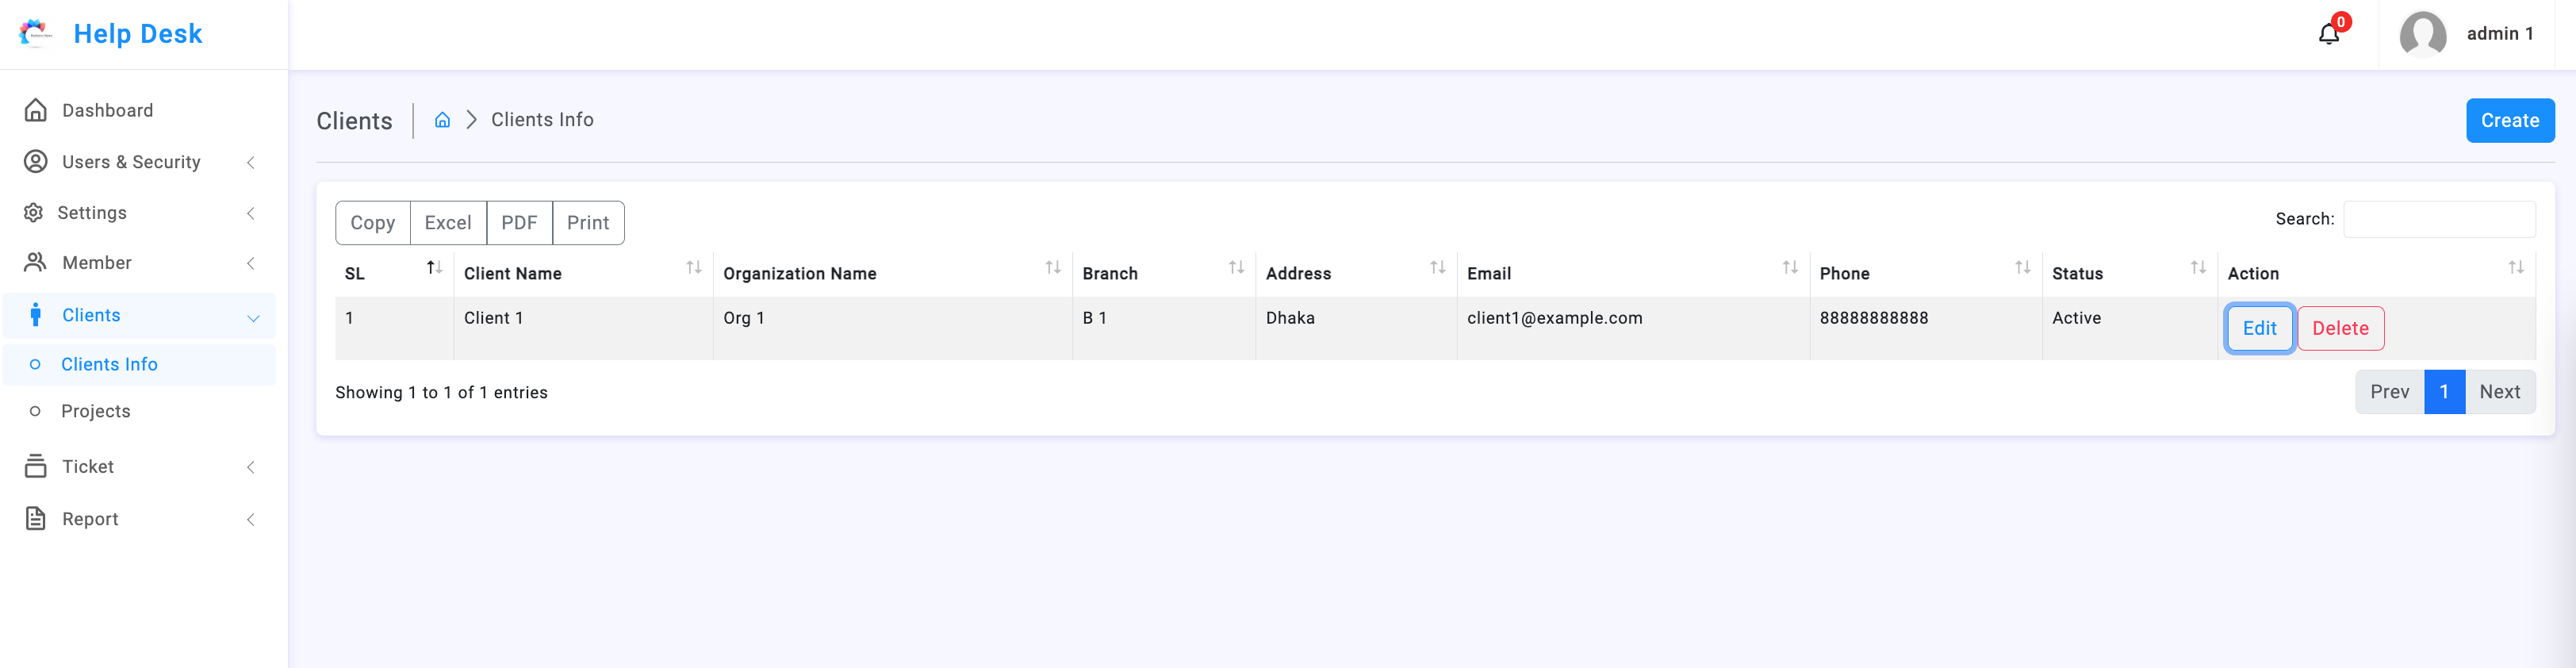 Help Desk
0
admin 1
Dashboard
Users & Security
Settings
Member
Clients
Clients Info
Projects
Ticket
Report
Clients
Clients Info
Create
Copy Excel PDF Print
Search:
SL Client Name Organization Name Branch Address Email Phone Status Action
1 Client 1 Org 1 B 1 Dhaka client1@example.com 88888888888 Active Edit Delete
Showing 1 to 1 of 1 entries
Prev 1 Next